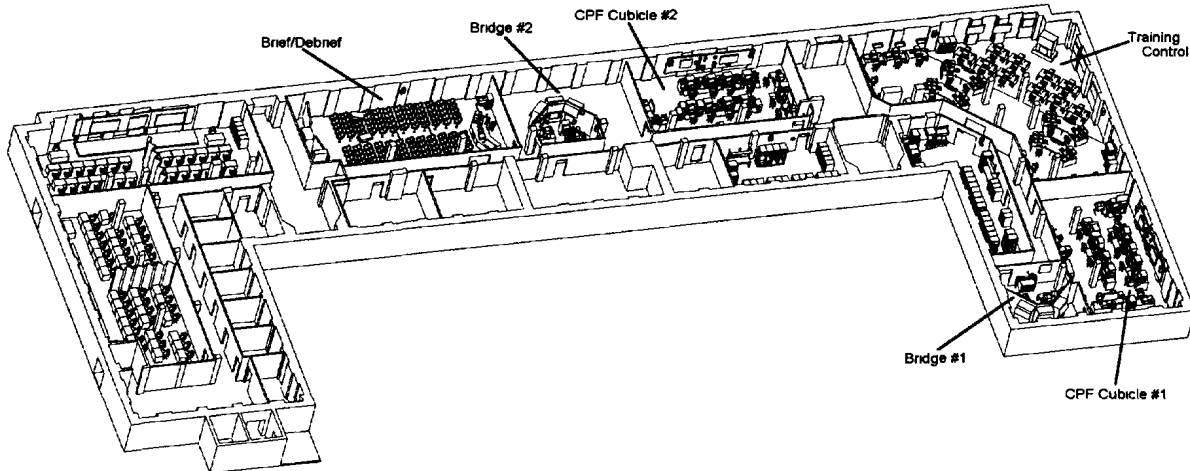 CPF Cubicle #2
Bridge #2
Brief/Debrief
Training
Control
Bridge #1
CPF Cubicle #1